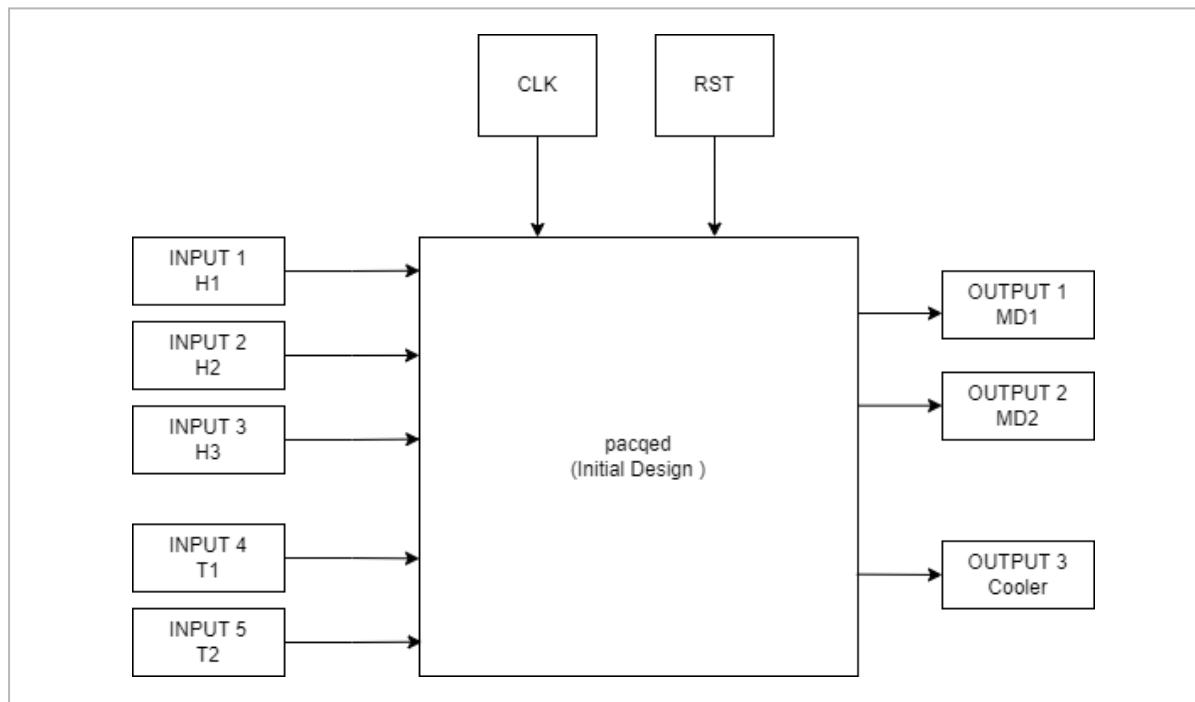 CLK
RST
INPUT 1
H1
INPUT 2
H2
INPUT 3
H3
INPUT 4
T1
INPUT 5
T2
pacqed
(Initial Design )
OUTPUT 1
MD1
OUTPUT 2
MD2
OUTPUT 3
Cooler